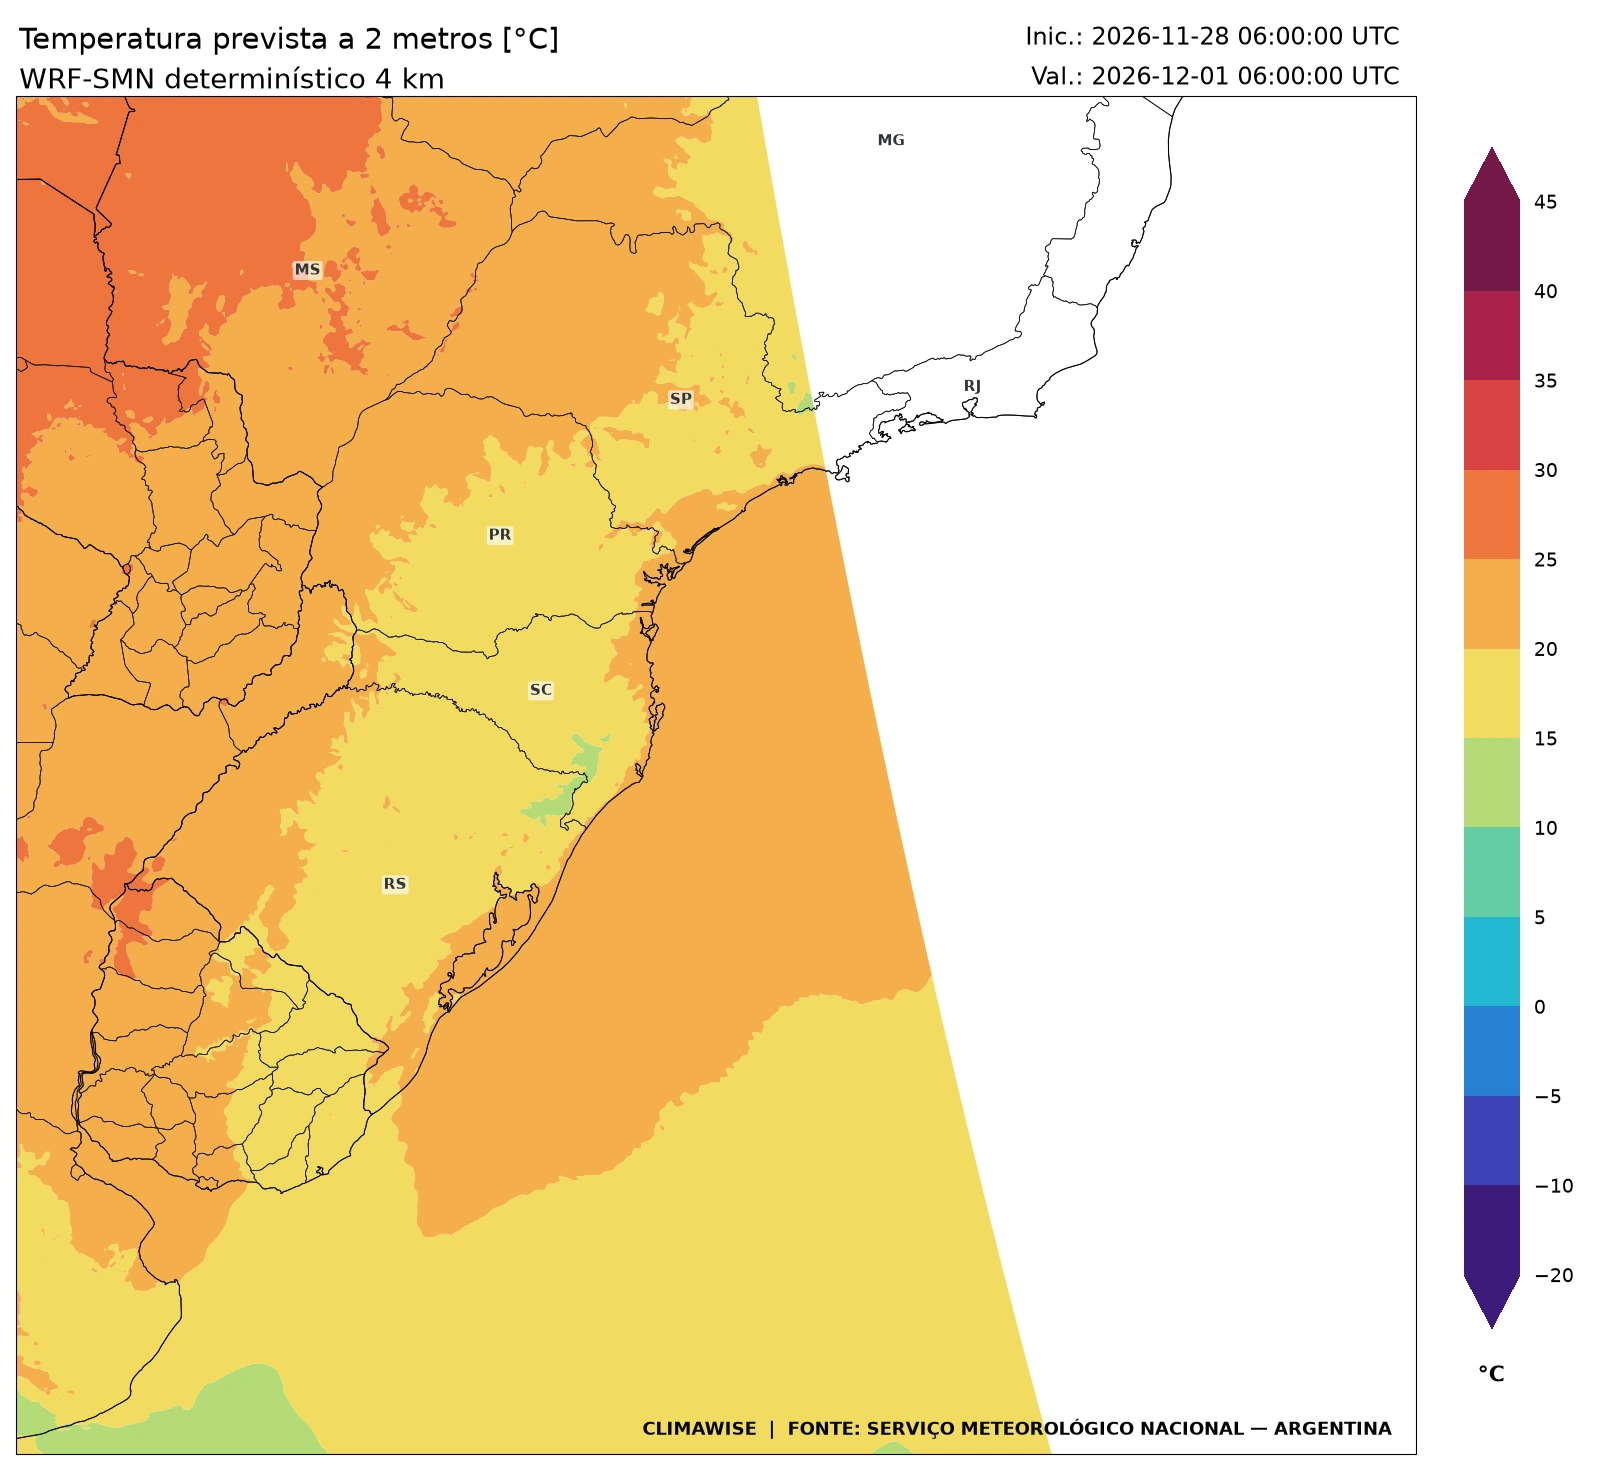 Temperatura prevista a 2 metros [°C]
WRF-SMN determinístico 4 km
Inic.: 2026-11-28 06:00:00 UTC
Val.: 2026-12-01 06:00:00 UTC
MG
MS
RJ
SP
PR
SC
RS
45
40
35
30
25
20
15
10
5
0
−5
−10
−20
°C
CLIMAWISE | FONTE: SERVIÇO METEOROLÓGICO NACIONAL — ARGENTINA